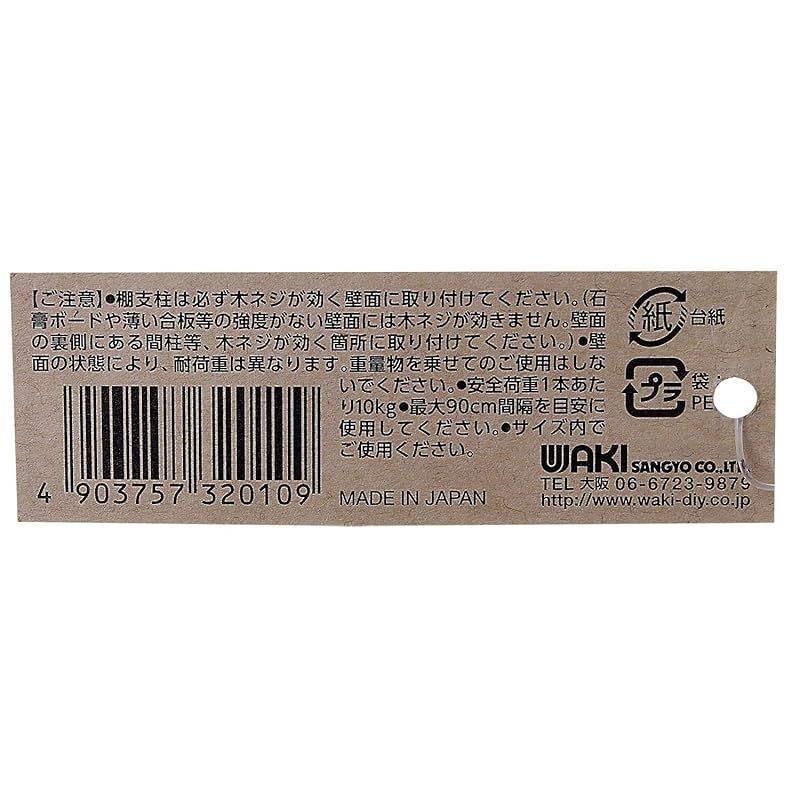 【ご注意】●棚支柱は必ず木ネジが効く壁面に取り付けてください。(石
膏ボードや薄い合板等の強度がない壁面には木ネジが効きません。壁面
の裏側にある間柱等、木ネジが効く箇所に取り付けてください。)●壁
面の状態により、耐荷重は異なります。重量物を乗せてのご使用はしな
いでください。●安全荷重1本あた
り10kg●最大90cm間隔を目安に
使用してください。●サイズ内で
ご使用ください。
4 903757 320109
MADE IN JAPAN
紙 台紙
プラ 袋:
PE
WAKI SANGYO CO.,LTD.
TEL 大阪 06-6723-9879
http://www.waki-diy.co.jp